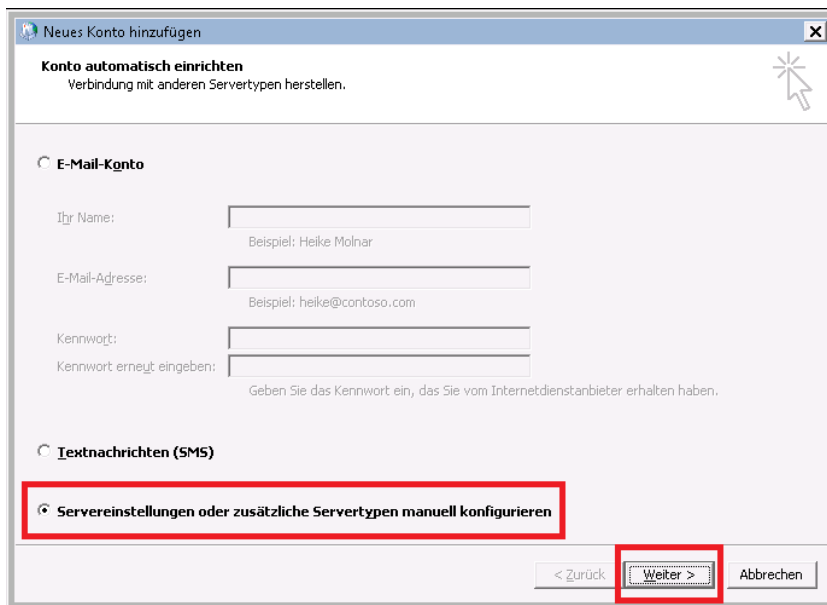 Neues Konto hinzufügen
Konto automatisch einrichten
Verbindung mit anderen Servertypen herstellen.
E-Mail-Konto
Ihr Name:
Beispiel: Heike Molnar
E-Mail-Adresse:
Beispiel: heike@contoso.com
Kennwort:
Kennwort erneut eingeben:
Geben Sie das Kennwort ein, das Sie vom Internetdienstanbieter erhalten haben.
Textnachrichten (SMS)
Servereinstellungen oder zusätzliche Servertypen manuell konfigurieren
< Zurück Weiter > Abbrechen